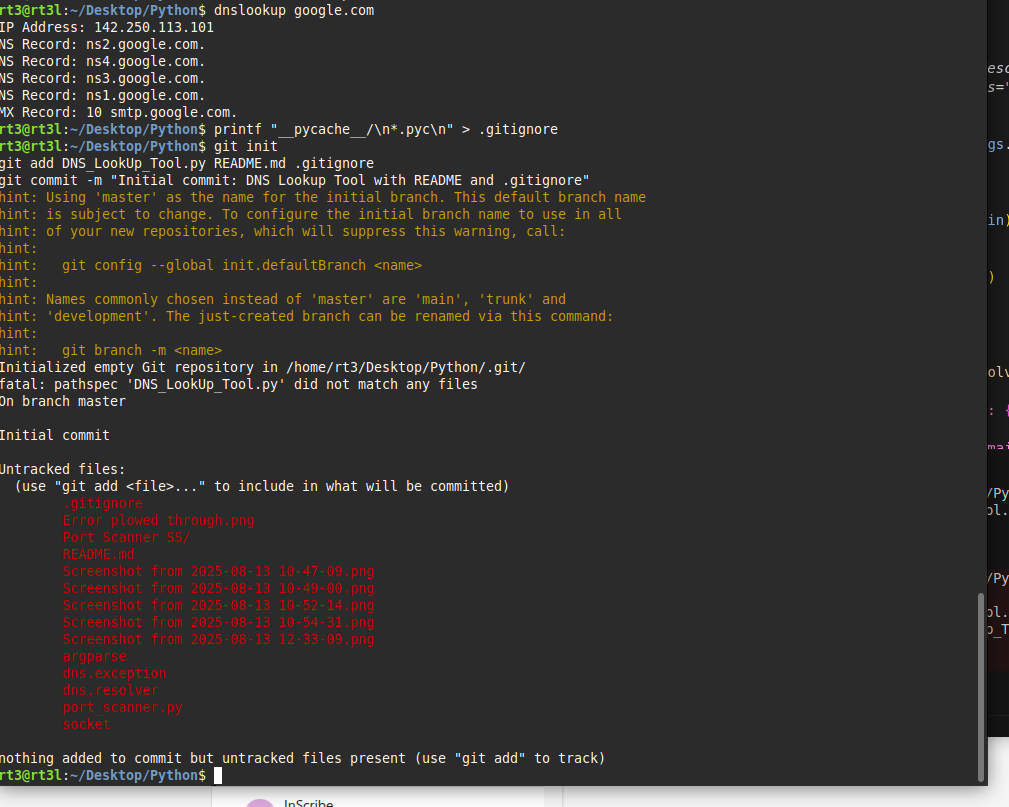 rt3@rt3l:~/Desktop/Python$ dnslookup google.com
IP Address: 142.250.113.101
NS Record: ns2.google.com.
NS Record: ns4.google.com.
NS Record: ns3.google.com.
NS Record: ns1.google.com.
MX Record: 10 smtp.google.com.
rt3@rt3l:~/Desktop/Python$ printf "__pycache__/\n*.pyc\n" > .gitignore
rt3@rt3l:~/Desktop/Python$ git init
git add DNS_LookUp_Tool.py README.md .gitignore
git commit -m "Initial commit: DNS Lookup Tool with README and .gitignore"
hint: Using 'master' as the name for the initial branch. This default branch name
hint: is subject to change. To configure the initial branch name to use in all
hint: of your new repositories, which will suppress this warning, call:
hint:
hint:   git config --global init.defaultBranch <name>
hint:
hint: Names commonly chosen instead of 'master' are 'main', 'trunk' and
hint: 'development'. The just-created branch can be renamed via this command:
hint:
hint:   git branch -m <name>
Initialized empty Git repository in /home/rt3/Desktop/Python/.git/
fatal: pathspec 'DNS_LookUp_Tool.py' did not match any files
On branch master
Initial commit
Untracked files:
  (use "git add <file>..." to include in what will be committed)
        .gitignore
        Error plowed through.png
        Port Scanner SS/
        README.md
        Screenshot from 2025-08-13 10-47-09.png
        Screenshot from 2025-08-13 10-49-00.png
        Screenshot from 2025-08-13 10-52-14.png
        Screenshot from 2025-08-13 10-54-31.png
        Screenshot from 2025-08-13 12-33-09.png
        argparse
        dns.exception
        dns.resolver
        port_scanner.py
        socket
nothing added to commit but untracked files present (use "git add" to track)
rt3@rt3l:~/Desktop/Python$
InScribe